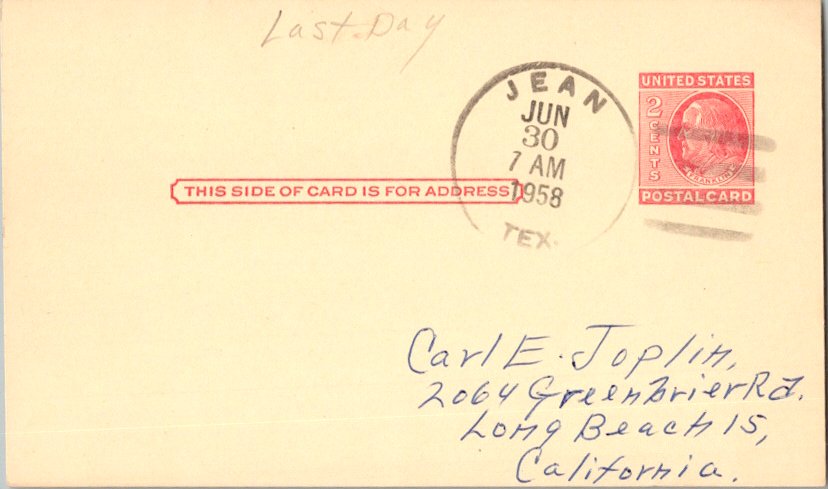 Last Day
JEAN
JUN
30
7 AM
1958
TEX.
UNITED STATES
2 CENTS
FRANKLIN
POSTAL CARD
THIS SIDE OF CARD IS FOR ADDRESS
Carl E. Joplin,
2064 Greenbrier Rd.
Long Beach 15,
California.